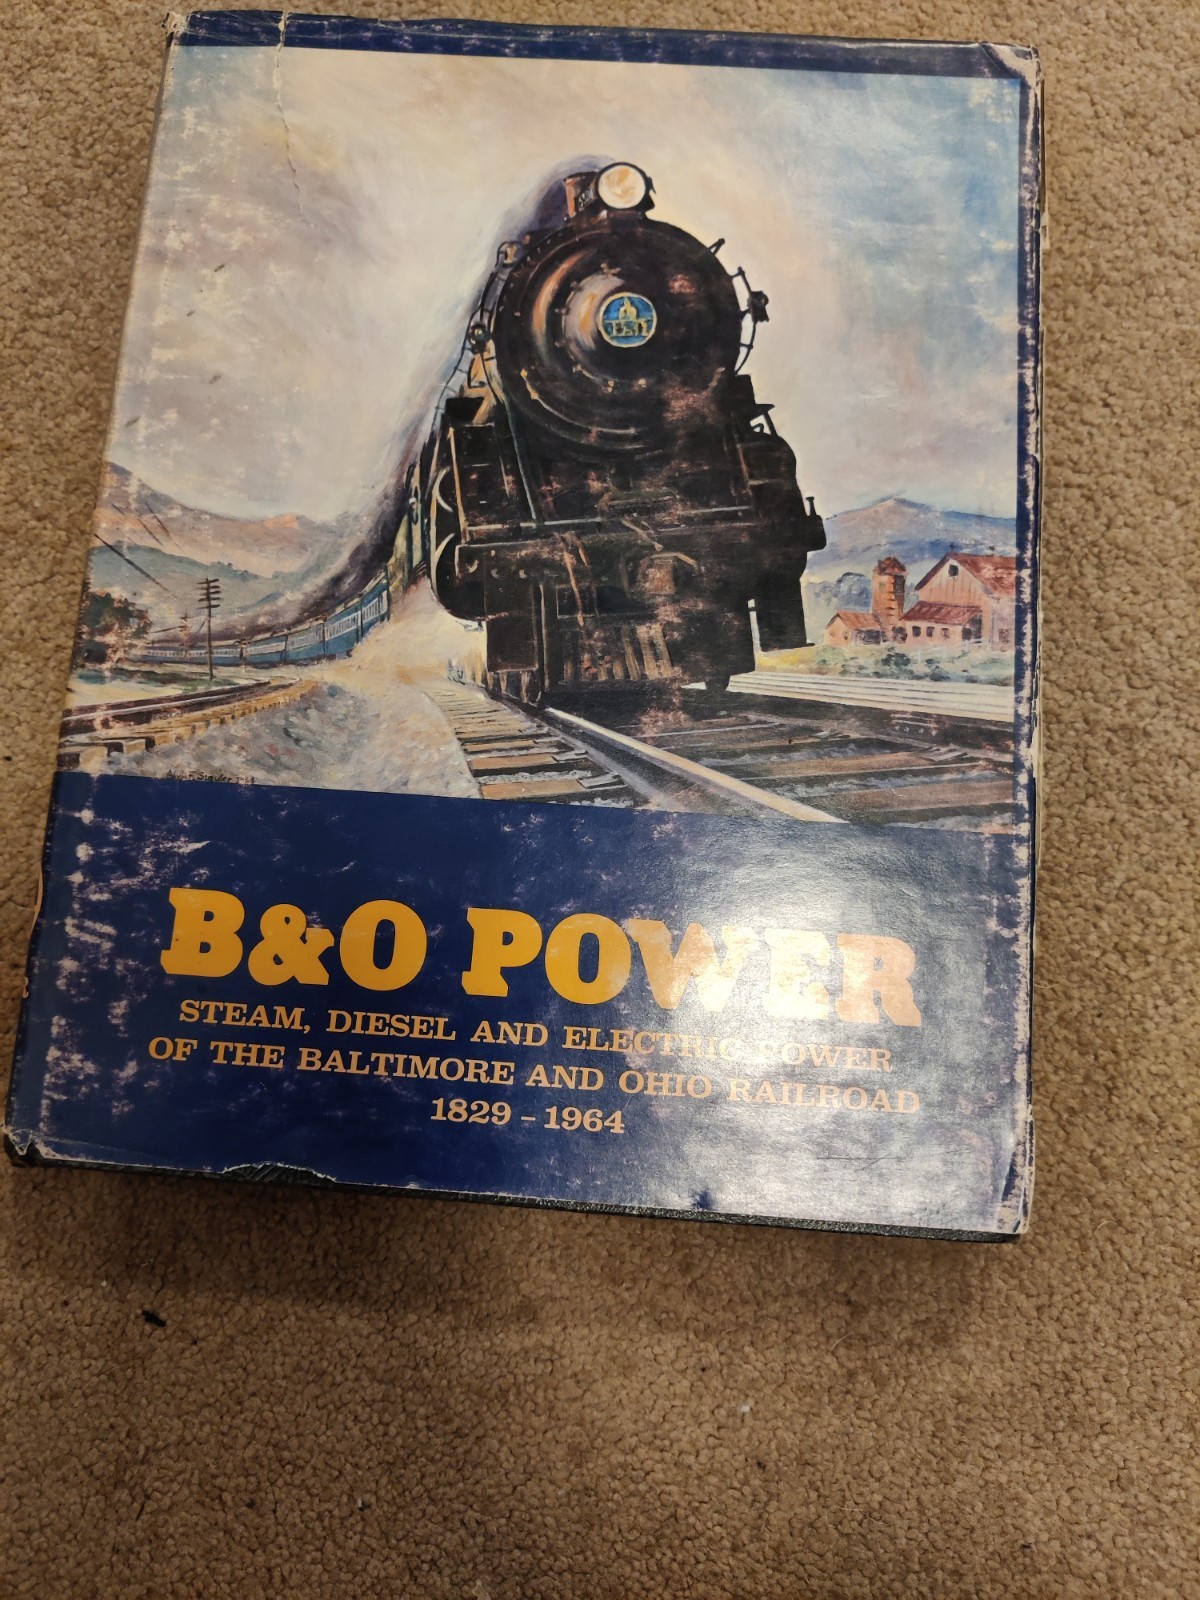 B&O POWER
STEAM, DIESEL AND ELECTRIC POWER
OF THE BALTIMORE AND OHIO RAILROAD
1829 - 1964